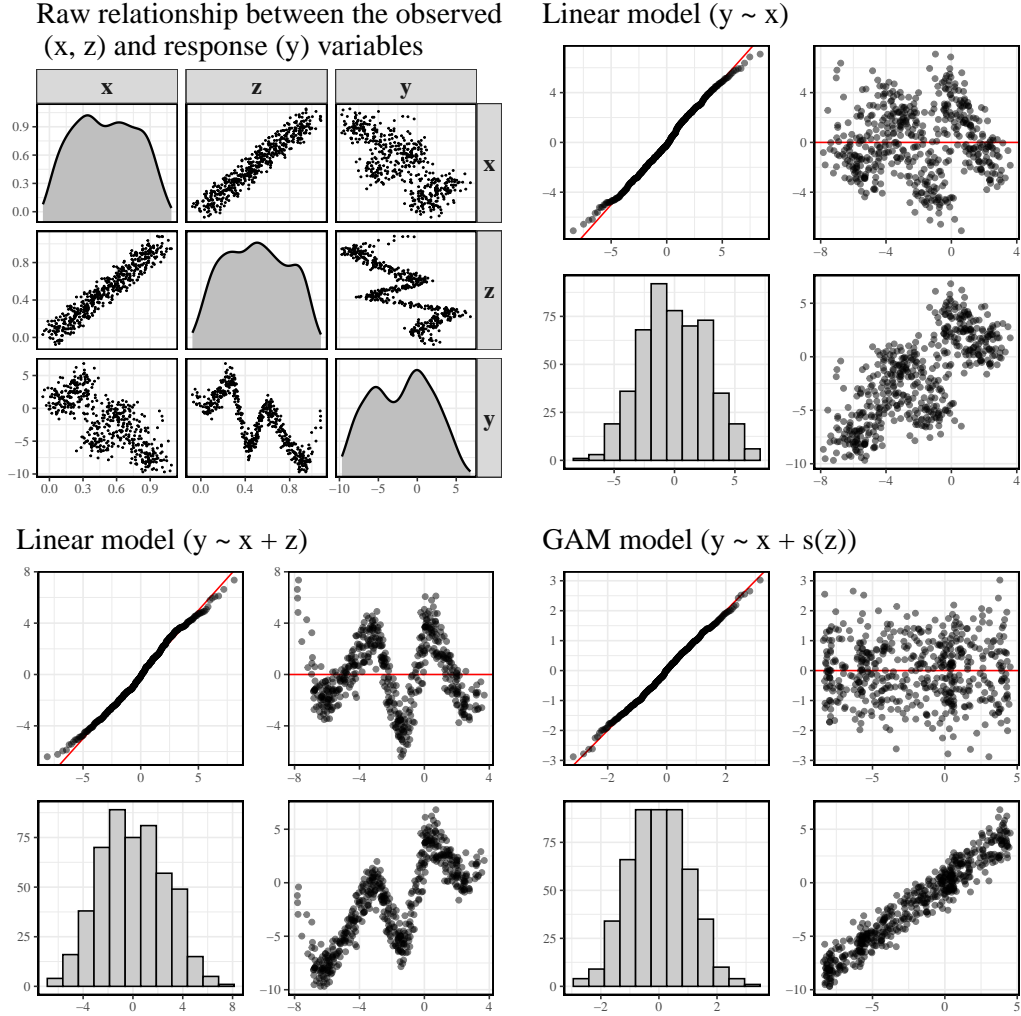 Raw relationship between the observed
(x, z) and response (y) variables
x z y
0.9
0.6
0.3
0.0
x
0.8
0.4
0.0
z
5
0
−5
−10
y
0.0 0.3 0.6 0.9 0.0 0.4 0.8 −10 −5 0 5
Linear model (y ~ x)
4
0
−4
−5 0 5
4
0
−4
−8 −4 0 4
75
50
25
0
−5 0 5
5
0
−5
−10
−8 −4 0 4
Linear model (y ~ x + z)
8
4
0
−4
−5 0 5
8
4
0
−4
−8 −4 0 4
75
50
25
0
−4 0 4 8
5
0
−5
−10
−8 −4 0 4
GAM model (y ~ x + s(z))
3
2
1
0
−1
−2
−3
−2 0 2
3
2
1
0
−1
−2
−3
−5 0 5
75
50
25
0
−2 0 2
5
0
−5
−10
−5 0 5